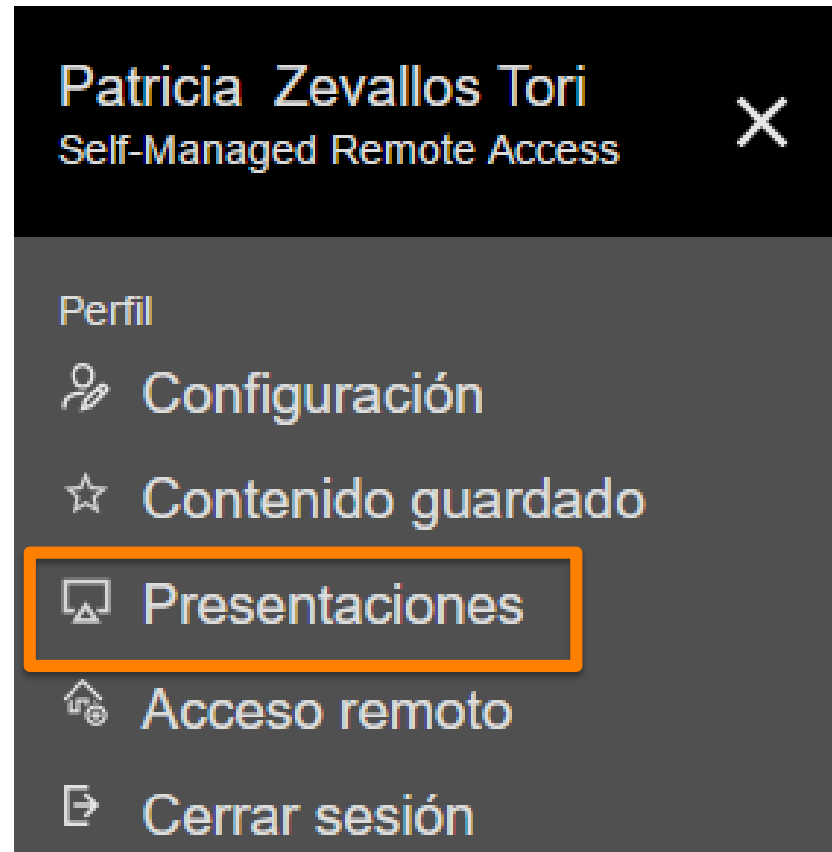 Patricia Zevallos Tori
Self-Managed Remote Access
Perfil
Configuración
Contenido guardado
Presentaciones
Acceso remoto
Cerrar sesión